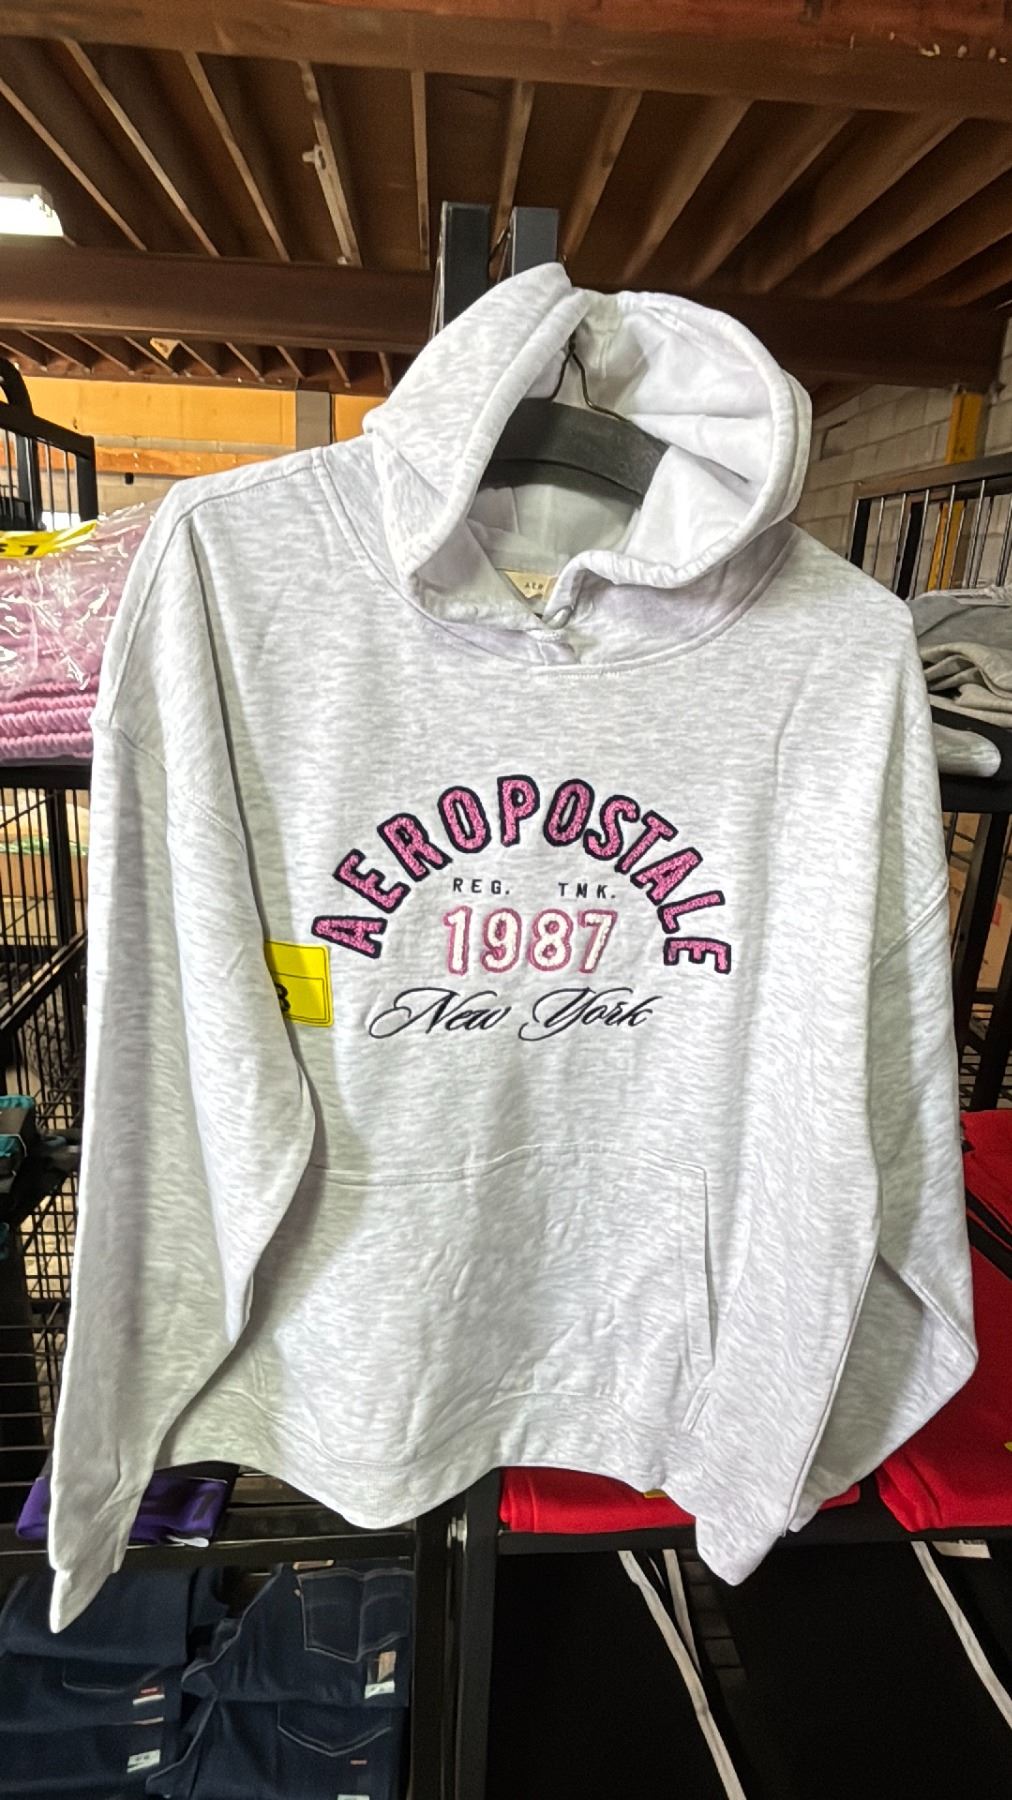 AEROPOSTALE
REG. TMK.
1987
New York